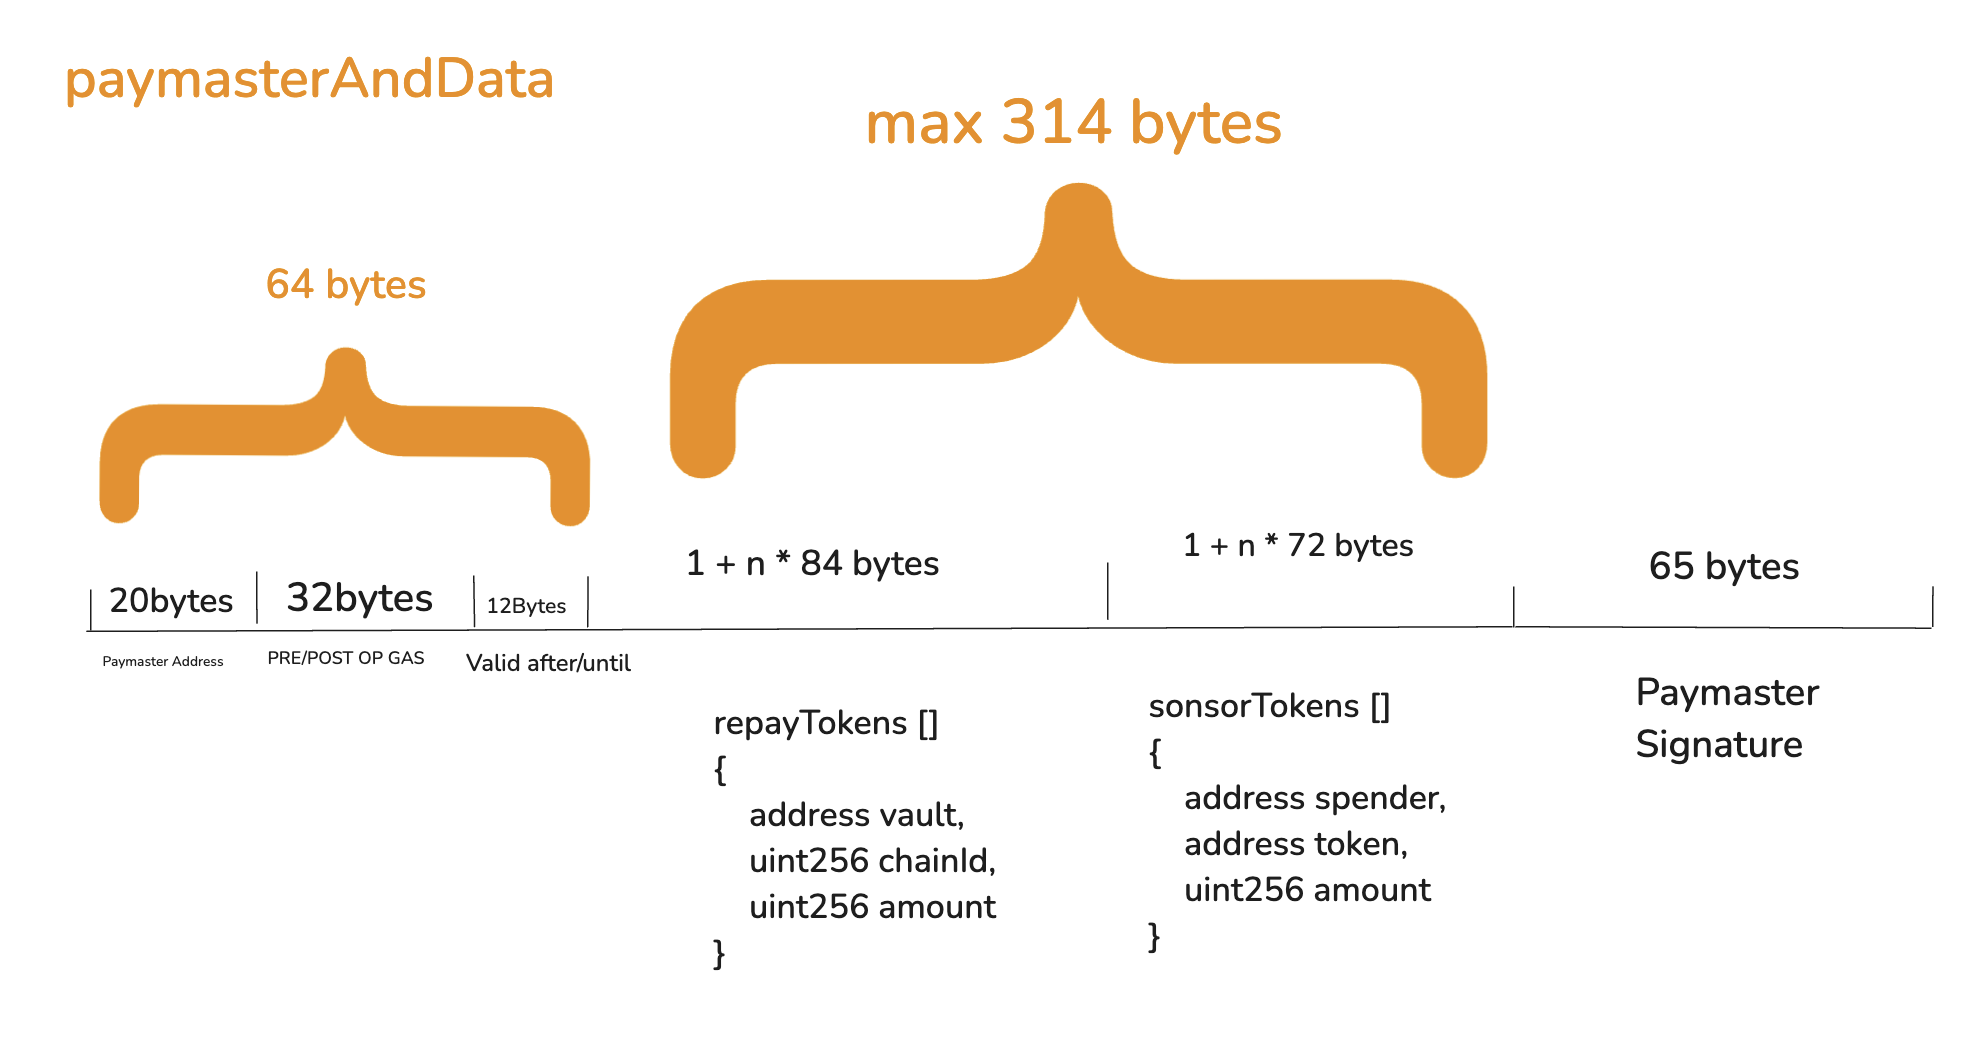 paymasterAndData
max 314 bytes
64 bytes
20bytes
32bytes
12Bytes
1 + n * 84 bytes
1 + n * 72 bytes
65 bytes
Paymaster Address
PRE/POST OP GAS
Valid after/until
repayTokens []
{
address vault,
uint256 chainId,
uint256 amount
}
sonsorTokens []
{
address spender,
address token,
uint256 amount
}
Paymaster
Signature